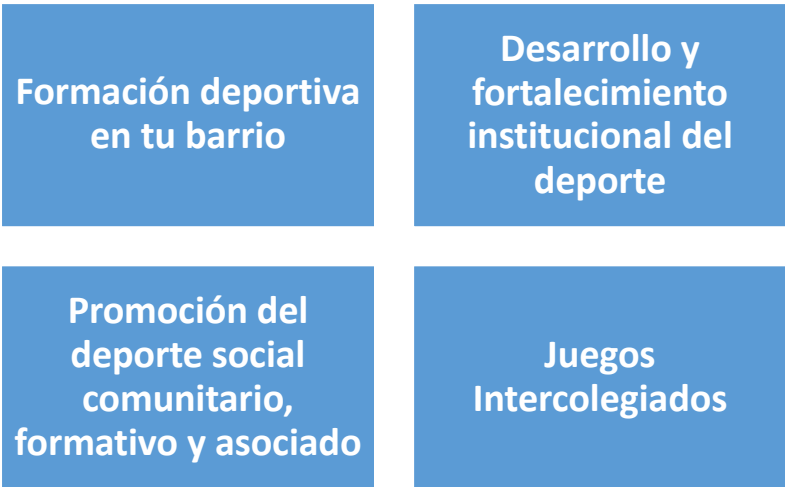 Formación deportiva
en tu barrio
Desarrollo y
fortalecimiento
institucional del
deporte
Promoción del
deporte social
comunitario,
formativo y asociado
Juegos
Intercolegiados